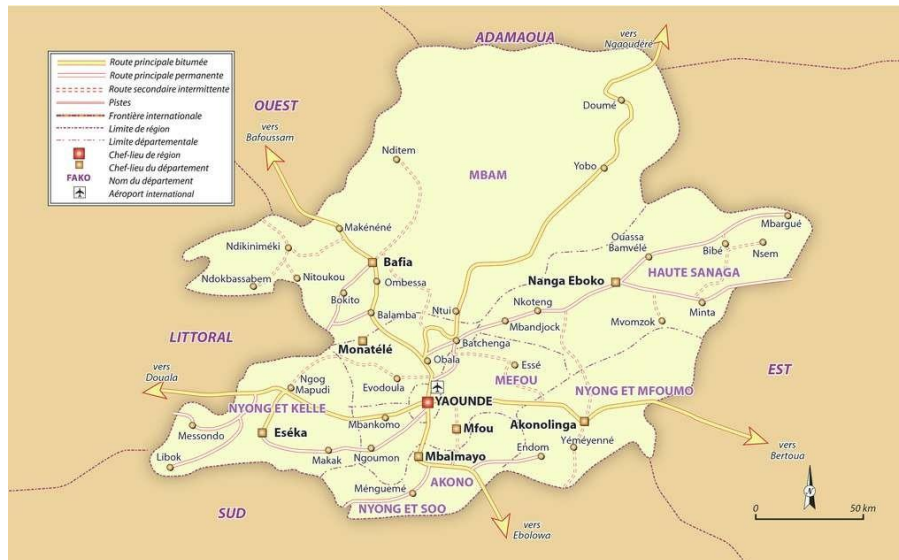 ADAMAOUA
vers
Ngaoundéré
Route principale bitumée
Route principale permanente
Route secondaire intermittente
Pistes
Frontière internationale
Limite de région
Limite départementale
Chef-lieu de région
Chef-lieu du département
FAKO
Nom du département
Aéroport international
OUEST
vers
Bafoussam
Doumé
Nditem
Yobo
MBAM
Makénéné
Mbargué
Ndikiniméki
Ouassa
Bamvélé
Bibé
Nsem
Bafia
HAUTE SANAGA
Ndokbassabem
Nitoukou
Ombessa
Nanga Eboko
Bokito
Ntui
Nkoteng
Minta
Balamba
Mbandjock
Mvomzok
LITTORAL
Monatélé
Batchenga
Obala
Essé
vers
Douala
Ngog
Mapudi
Evodoula
MEFOU
EST
NYONG ET MFOUMO
NYONG ET KELLE
YAOUNDE
Messondo
Mbankomo
Mfou
Akonolinga
Eséka
Yéméyenné
vers
Bertoua
Libok
Makak
Ngoumon
Mbalmayo
Endom
Ménguemé
AKONO
N
SUD
NYONG ET SOO
0
50 km
vers
Ebolowa